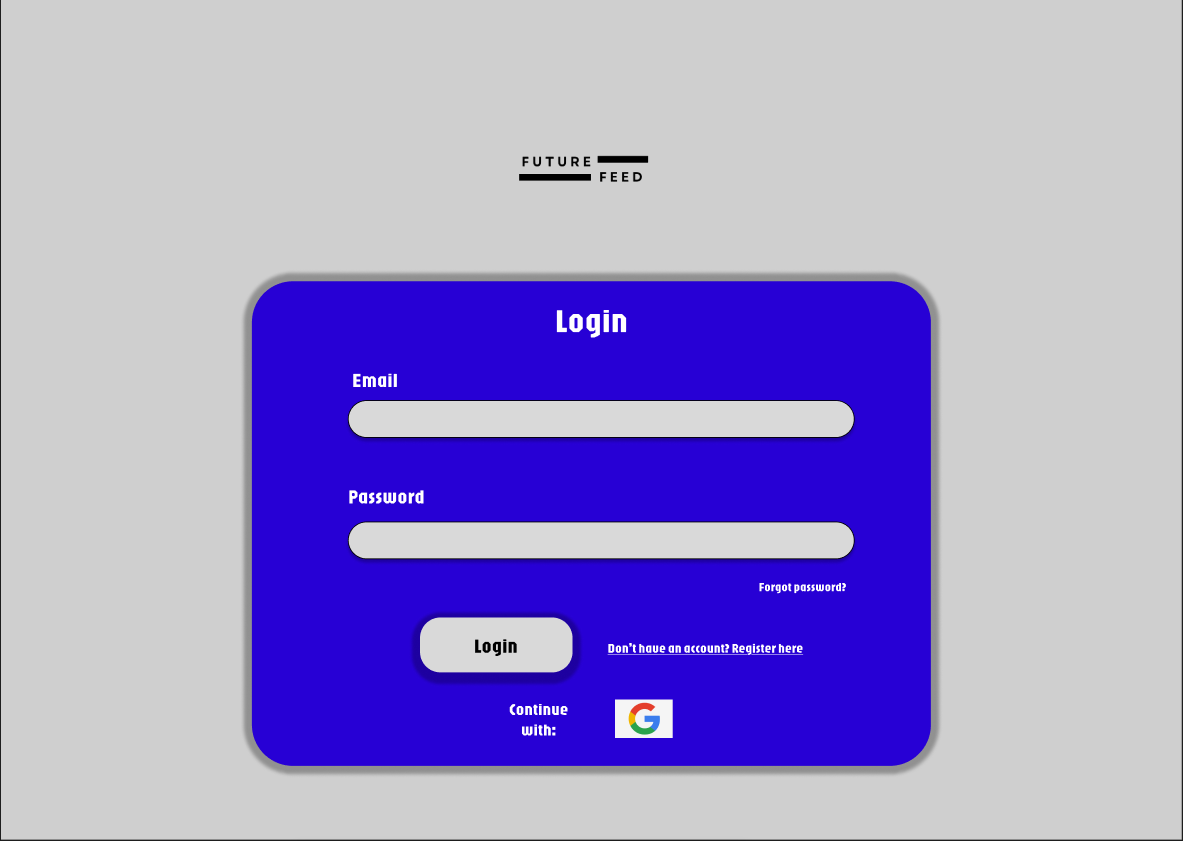 FUTURE
FEED
Login
Email
Password
Forgot password?
Login
Don't have an account? Register here
Continue
with: